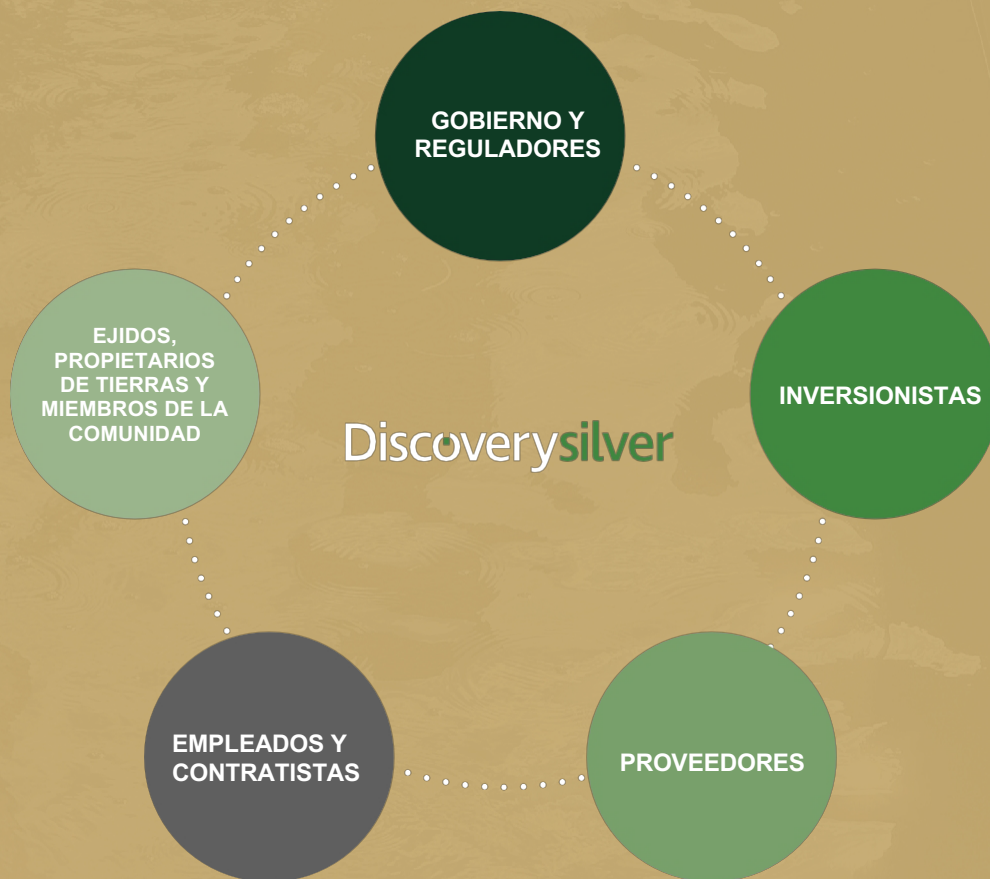 GOBIERNO Y
REGULADORES
EJIDOS,
PROPIETARIOS
DE TIERRAS Y
MIEMBROS DE LA
COMUNIDAD
INVERSIONISTAS
Discoverysilver
EMPLEADOS Y
CONTRATISTAS
PROVEEDORES